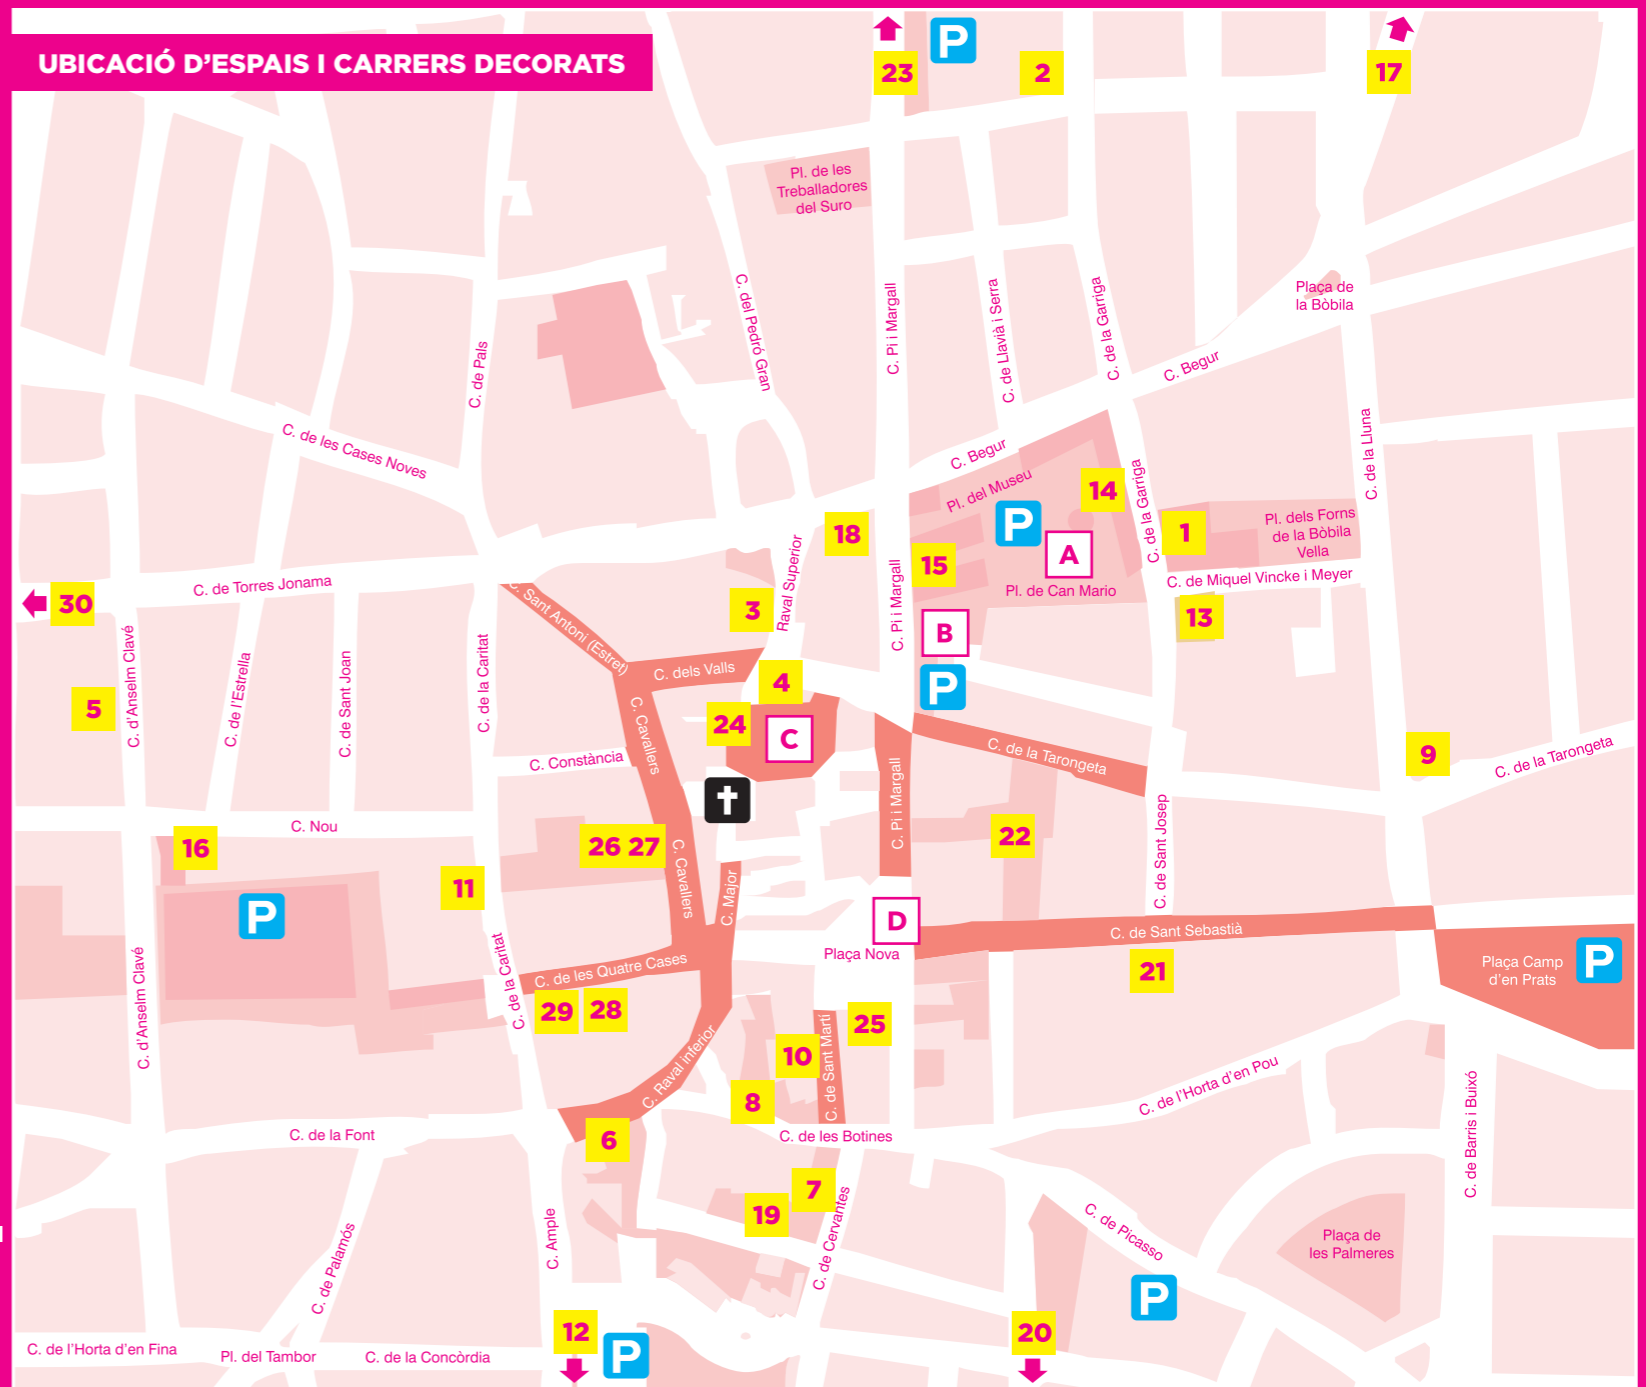 UBICACIÓ D'ESPAIS I CARRERS DECORATS
P
23
2
17
Pl. de les
Treballadores
del Suro
Plaça de
la Bòbila
C. del Pedró Gran
C. Pi i Margall
C. de Llavià i Serra
C. de la Garriga
C. Begur
C. de Pals
C. de les Cases Noves
C. Begur
C. de la Lluna
Pl. del Museu
14
P
C. de la Garriga
1
Pl. dels Forns
de la Bòbila
Vella
18
A
15
C. de Miquel Vincke i Meyer
Pl. de Can Mario
C. de Torres Jonama
30
C. Sant Antoni (Estret)
3
Raval Superior
C. Pi i Margall
B
13
C. d'Anselm Clavé
C. de l'Estrella
C. de Sant Joan
C. de la Caritat
C. dels Valls
4
P
5
C. Cavallers
24
C
C. de la Tarongeta
9
C. de la Tarongeta
C. Constància
C. Pi i Margall
C. Nou
16
26 27
22
C. de Sant Josep
11
C. Cavallers
C. Major
P
D
Plaça Nova
C. de Sant Sebastià
21
Plaça Camp
d'en Prats
P
C. d'Anselm Clavé
C. de la Caritat
C. de les Quatre Cases
29
28
25
10
C. de Sant Martí
C. Raval inferior
8
C. de l'Horta d'en Pou
C. de Barris i Buixó
C. de la Font
6
C. de les Botines
7
19
C. de Cervantes
C. de Picasso
Plaça de
les Palmeres
C. Ample
C. de Palamós
P
12
P
20
C. de l'Horta d'en Fina
Pl. del Tambor
C. de la Concòrdia